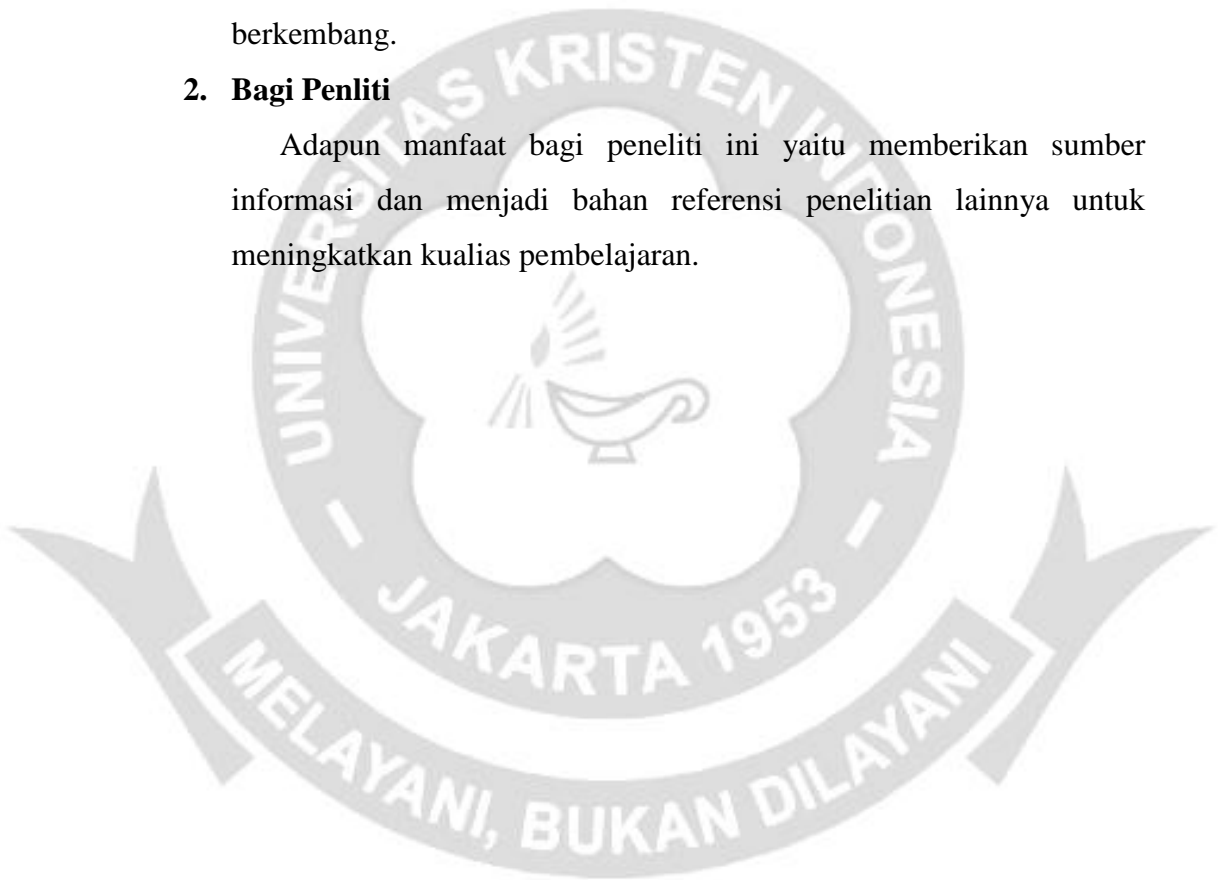 berkembang.
2. Bagi Penliti
Adapun manfaat bagi peneliti ini yaitu memberikan sumber
informasi dan menjadi bahan referensi penelitian lainnya untuk
meningkatkan kualias pembelajaran.
UNIVERSITAS KRISTEN INDONESIA
- JAKARTA 1953 -
MELAYANI, BUKAN DILAYANI